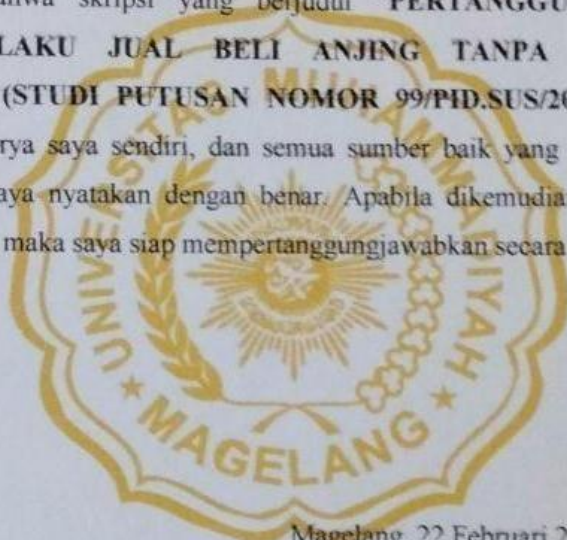 skripsi yang berjudul "PERTANGGU
LAKU JUAL BELI ANJING TANPA
(STUDI PUTUSAN NOMOR 99/PID.SUS/20
rya saya sendiri, dan semua sumber baik yang
aya nyatakan dengan benar. Apabila dikemudia
maka saya siap mempertanggungjawabkan secara
UNIVERSITAS MUHAMMADIYAH
MAGELANG
Magelang, 22 Februari 2